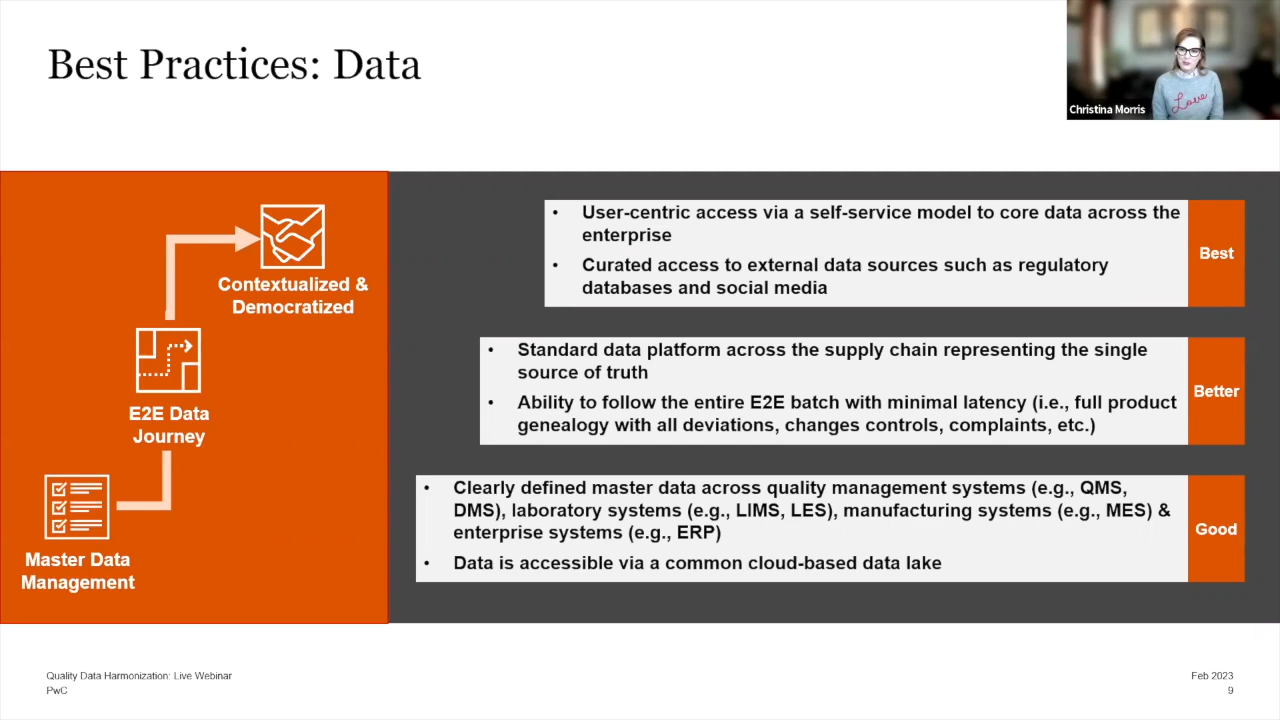 Best Practices: Data
Christina Morris
Contextualized &
Democratized
E2E Data
Journey
Master Data
Management
• User-centric access via a self-service model to core data across the
enterprise
• Curated access to external data sources such as regulatory
databases and social media
Best
• Standard data platform across the supply chain representing the single
source of truth
• Ability to follow the entire E2E batch with minimal latency (i.e., full product
genealogy with all deviations, changes controls, complaints, etc.)
Better
• Clearly defined master data across quality management systems (e.g., QMS,
DMS), laboratory systems (e.g., LIMS, LES), manufacturing systems (e.g., MES) &
enterprise systems (e.g., ERP)
• Data is accessible via a common cloud-based data lake
Good
Quality Data Harmonization: Live Webinar
PwC
Feb 2023
9
Love